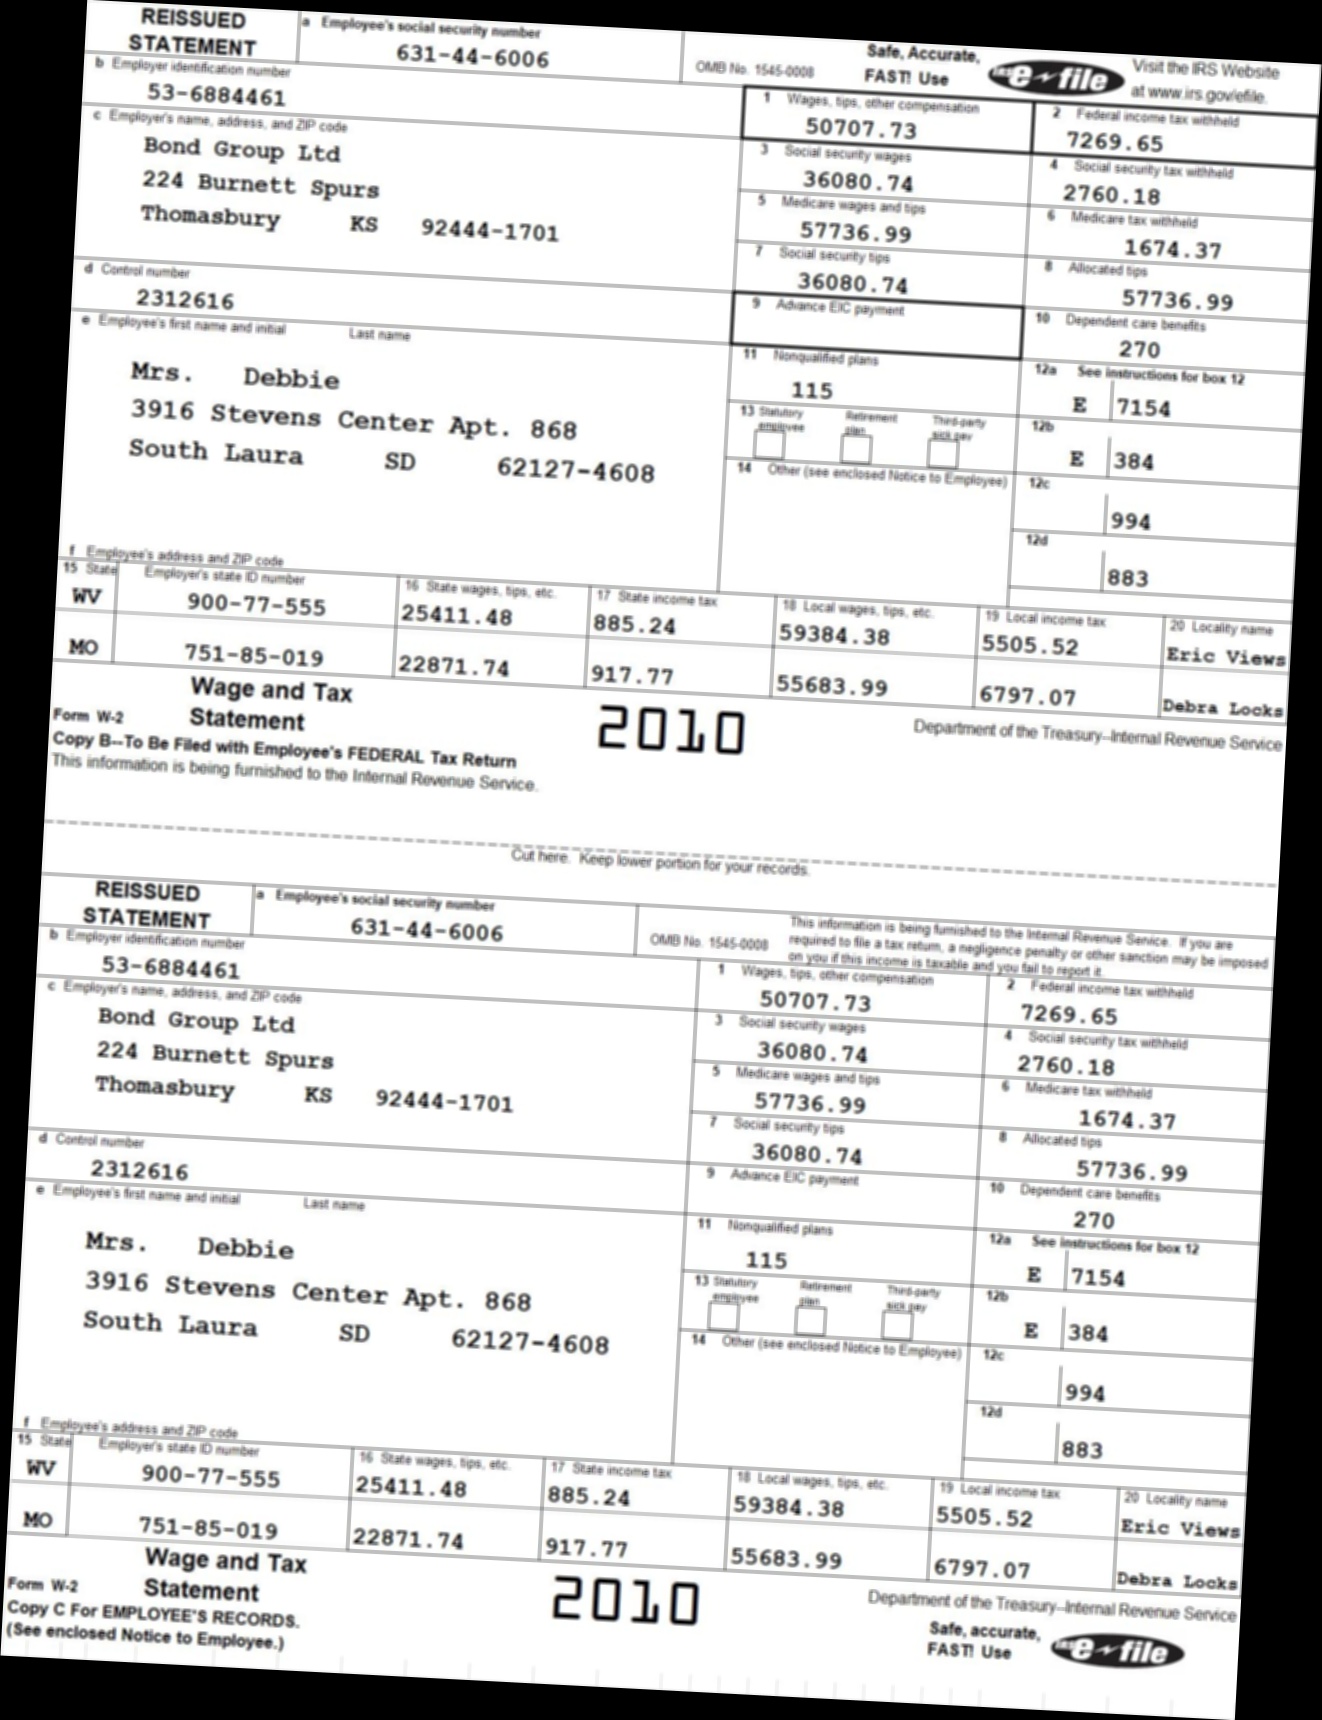 REISSUED STATEMENT
a Employee's social security number
631-44-6006
OMB No. 1545-0008
Safe, Accurate, FAST! Use
IRS e-file
Visit the IRS Website at www.irs.gov/efile.
b Employer identification number
53-6884461
c Employer's name, address, and ZIP code
Bond Group Ltd
224 Burnett Spurs
Thomasbury KS 92444-1701
1 Wages, tips, other compensation
50707.73
2 Federal income tax withheld
7269.65
3 Social security wages
36080.74
4 Social security tax withheld
2760.18
5 Medicare wages and tips
57736.99
6 Medicare tax withheld
1674.37
7 Social security tips
36080.74
8 Allocated tips
57736.99
d Control number
2312616
9 Advance EIC payment
10 Dependent care benefits
270
e Employee's first name and initial Last name
Mrs. Debbie
3916 Stevens Center Apt. 868
South Laura SD 62127-4608
11 Nonqualified plans
115
12a See instructions for box 12
E 7154
13 Statutory employee Retirement plan Third-party sick pay
12b
E 384
14 Other (see enclosed Notice to Employee)
12c
994
12d
883
f Employee's address and ZIP code
15 State Employer's state ID number 16 State wages, tips, etc. 17 State income tax 18 Local wages, tips, etc. 19 Local income tax 20 Locality name
WV 900-77-555 25411.48 885.24 59384.38 5505.52 Eric Views
MO 751-85-019 22871.74 917.77 55683.99 6797.07 Debra Locks
Form W-2 Wage and Tax Statement
2010
Department of the Treasury--Internal Revenue Service
Copy B--To Be Filed with Employee's FEDERAL Tax Return
This information is being furnished to the Internal Revenue Service.
Cut here. Keep lower portion for your records.
REISSUED STATEMENT
a Employee's social security number
631-44-6006
OMB No. 1545-0008
This information is being furnished to the Internal Revenue Service. If you are
required to file a tax return, a negligence penalty or other sanction may be imposed
on you if this income is taxable and you fail to report it.
b Employer identification number
53-6884461
c Employer's name, address, and ZIP code
Bond Group Ltd
224 Burnett Spurs
Thomasbury KS 92444-1701
1 Wages, tips, other compensation
50707.73
2 Federal income tax withheld
7269.65
3 Social security wages
36080.74
4 Social security tax withheld
2760.18
5 Medicare wages and tips
57736.99
6 Medicare tax withheld
1674.37
7 Social security tips
36080.74
8 Allocated tips
57736.99
d Control number
2312616
9 Advance EIC payment
10 Dependent care benefits
270
e Employee's first name and initial Last name
Mrs. Debbie
3916 Stevens Center Apt. 868
South Laura SD 62127-4608
11 Nonqualified plans
115
12a See instructions for box 12
E 7154
13 Statutory employee Retirement plan Third-party sick pay
12b
E 384
14 Other (see enclosed Notice to Employee)
12c
994
12d
883
f Employee's address and ZIP code
15 State Employer's state ID number 16 State wages, tips, etc. 17 State income tax 18 Local wages, tips, etc. 19 Local income tax 20 Locality name
WV 900-77-555 25411.48 885.24 59384.38 5505.52 Eric Views
MO 751-85-019 22871.74 917.77 55683.99 6797.07 Debra Locks
Form W-2 Wage and Tax Statement
2010
Department of the Treasury--Internal Revenue Service
Copy C For EMPLOYEE'S RECORDS.
(See enclosed Notice to Employee.)
Safe, accurate, FAST! Use
IRS e-file